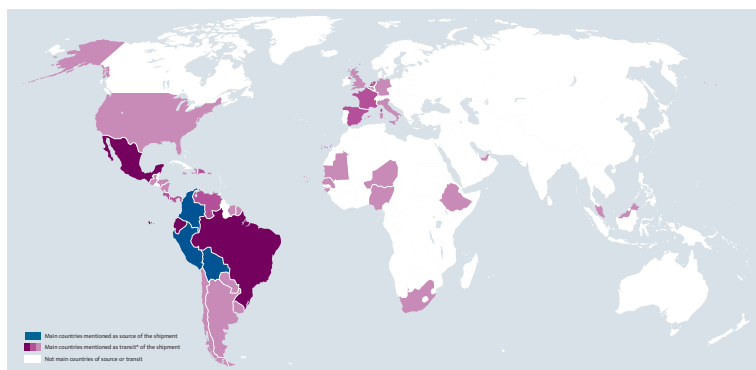 Main countries mentioned as source of the shipment
Main countries mentioned as transit* of the shipment
Not main countries of source or transit